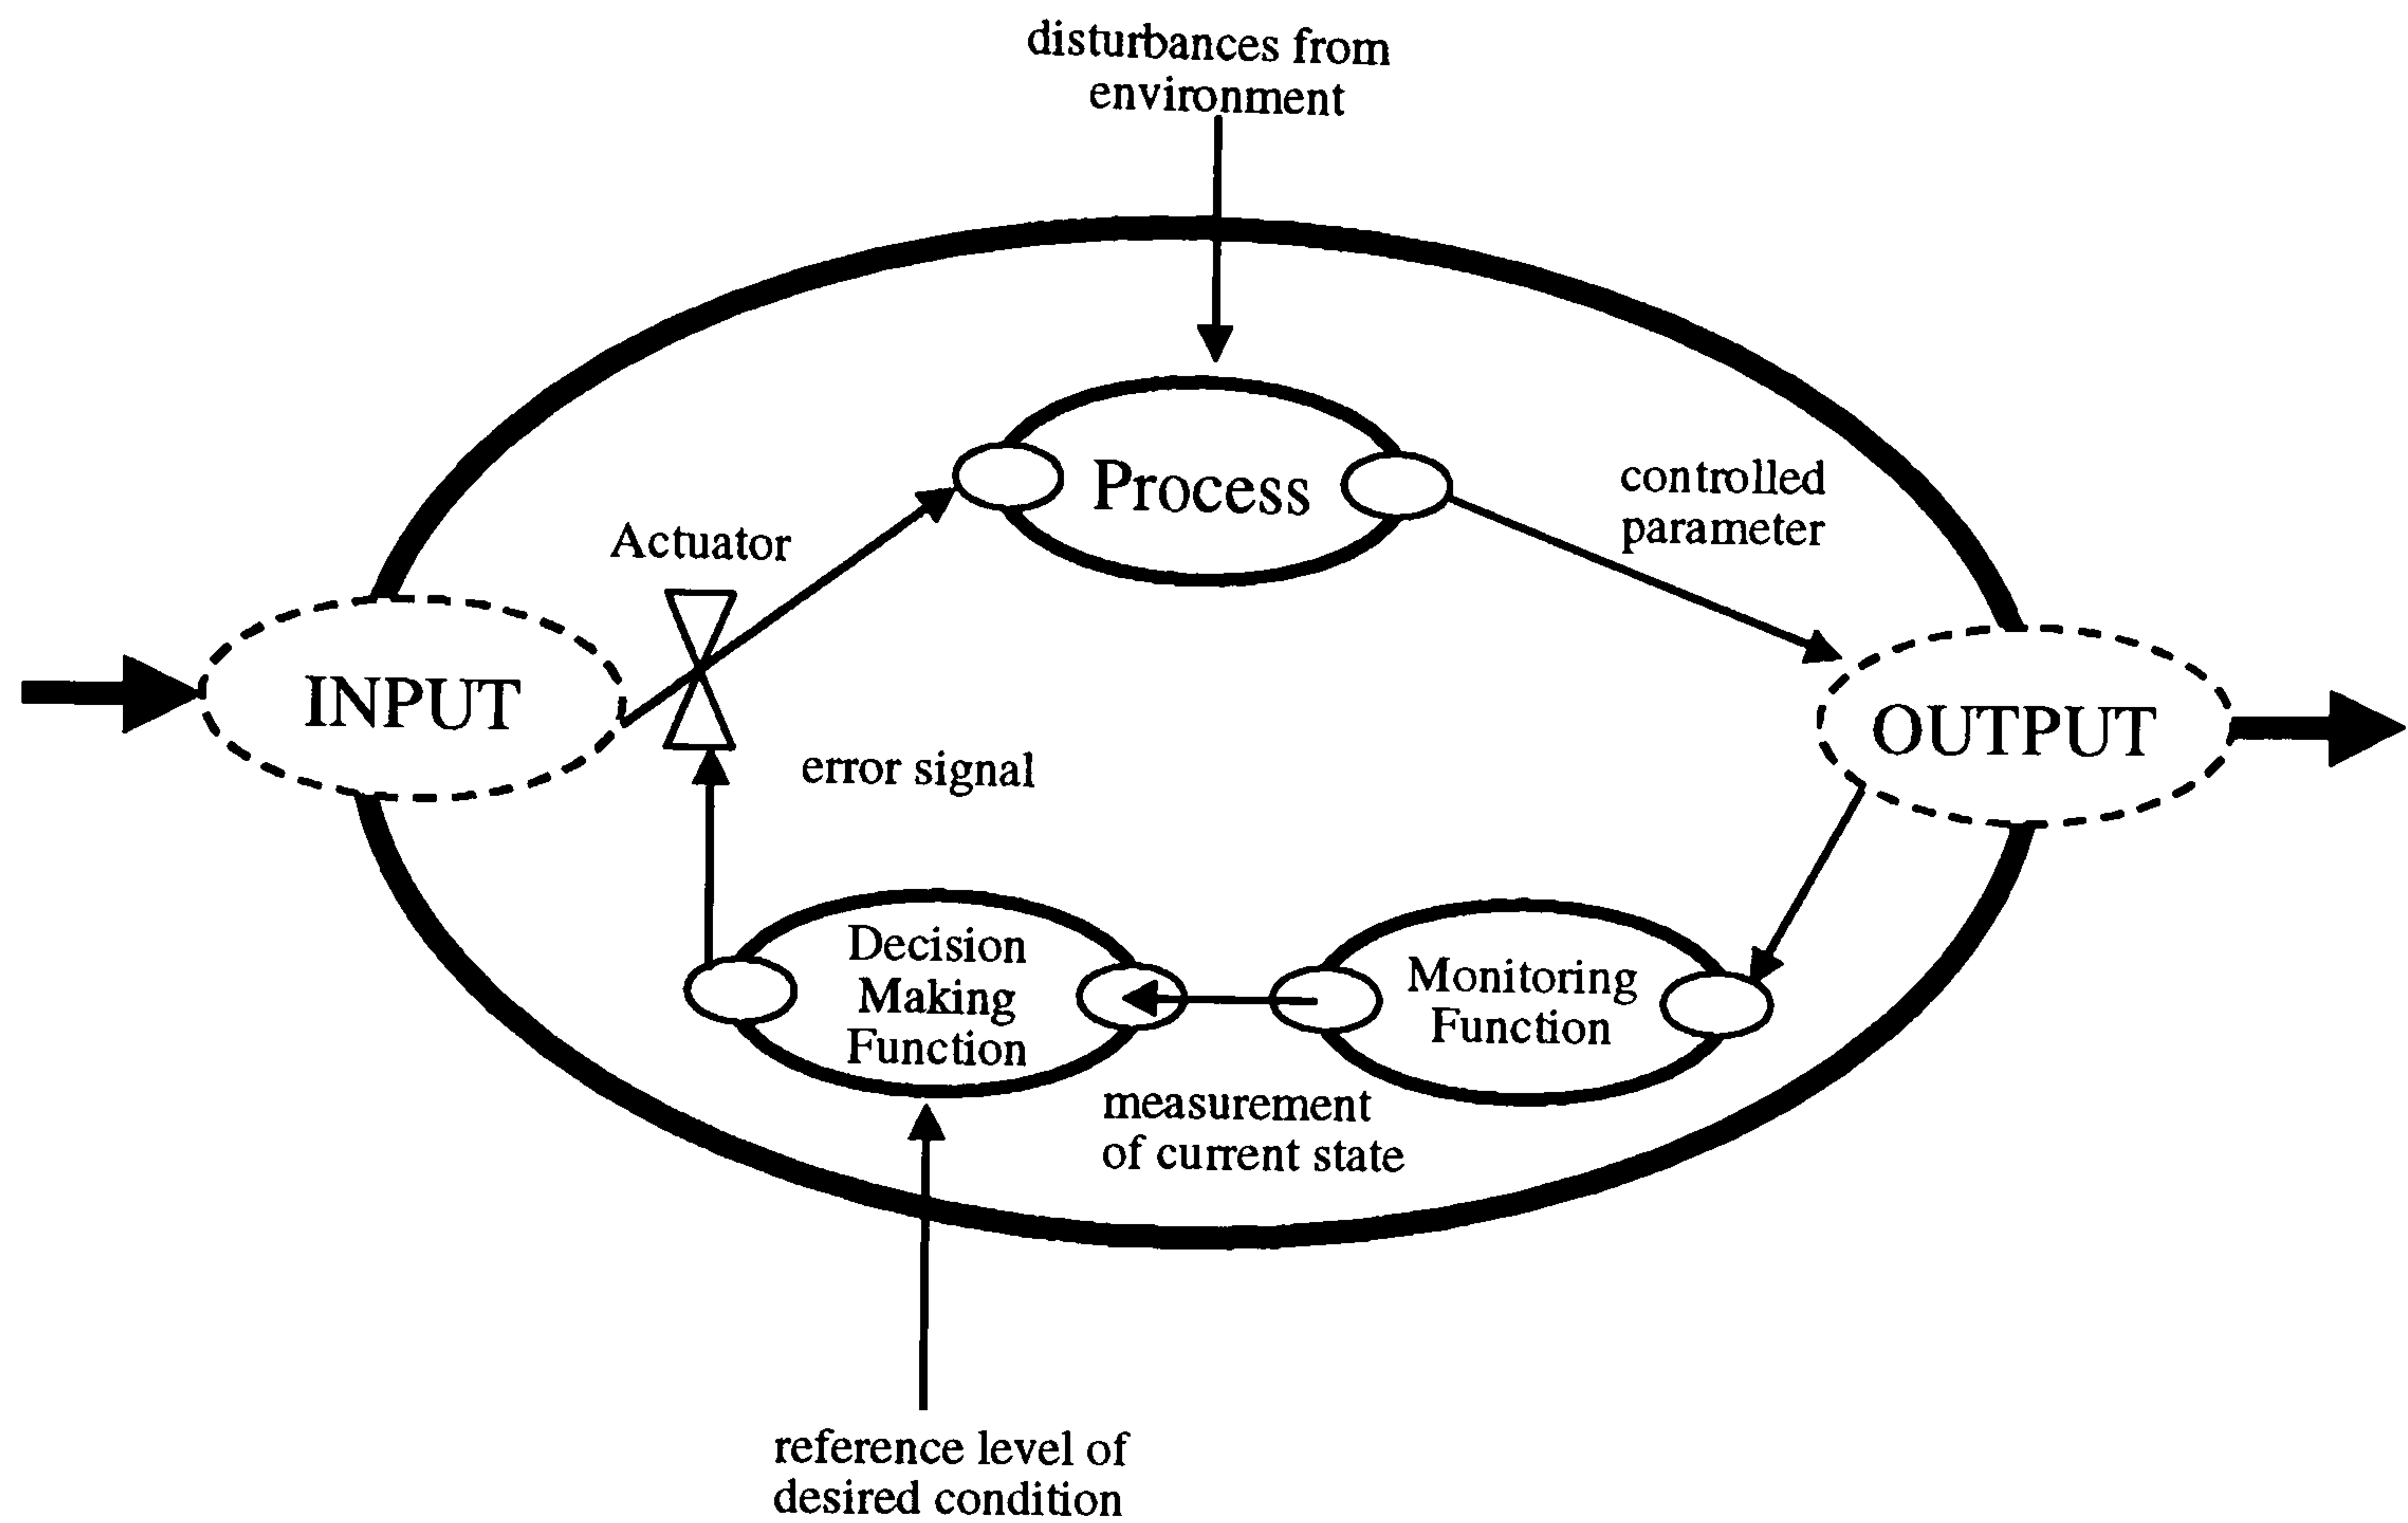 disturbances from
environment
Process
controlled
parameter
Actuator
INPUT
OUTPUT
error signal
Decision
Making
Function
Monitoring
Function
measurement
of current state
reference level of
desired condition